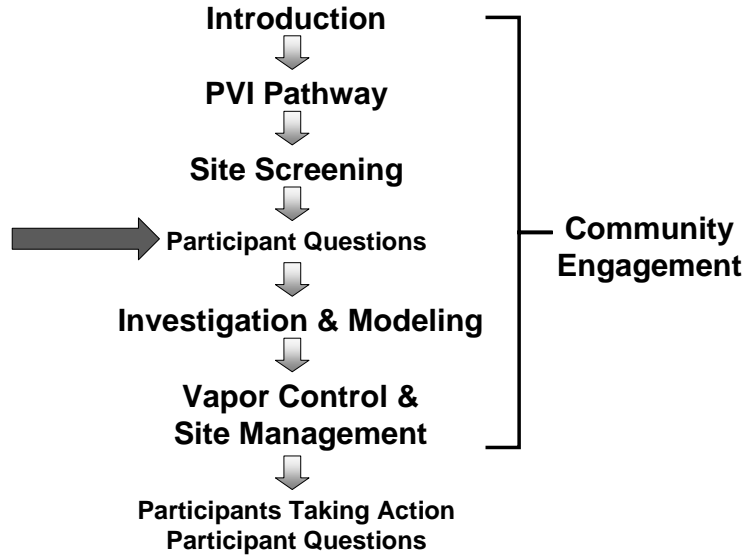 Introduction
PVI Pathway
Site Screening
Participant Questions
Investigation & Modeling
Vapor Control &
Site Management
Participants Taking Action
Participant Questions
Community
Engagement